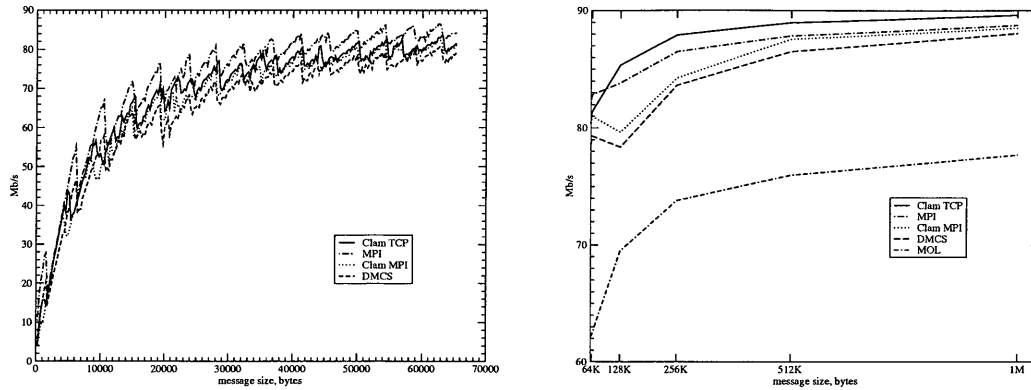 90
80
70
60
50
40
30
20
10
0
Mb/s
0
10000
20000
30000
40000
50000
60000
70000
message size, bytes
Clam TCP
MPI
Clam MPI
DMCS
90
80
70
60
Mb/s
64K
128K
256K
512K
1M
message size, bytes
Clam TCP
MPI
Clam MPI
DMCS
MOL